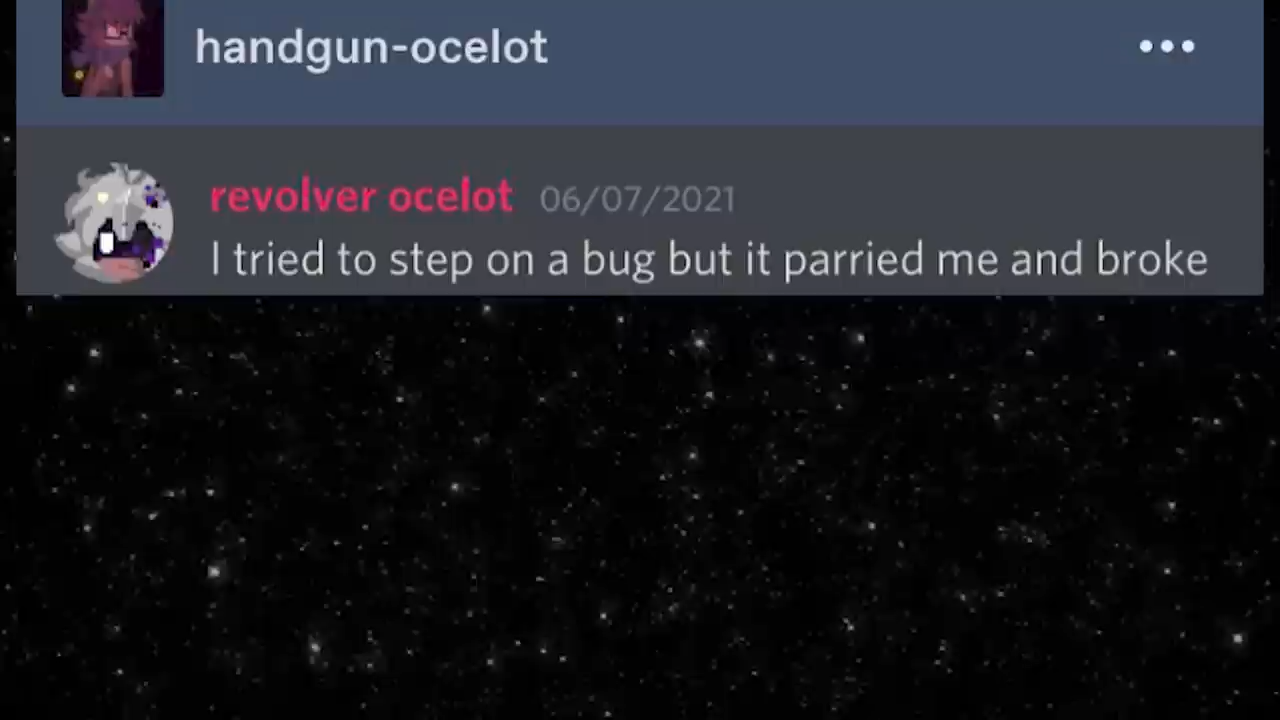 handgun-ocelot
revolver ocelot 06/07/2021
I tried to step on a bug but it parried me and broke